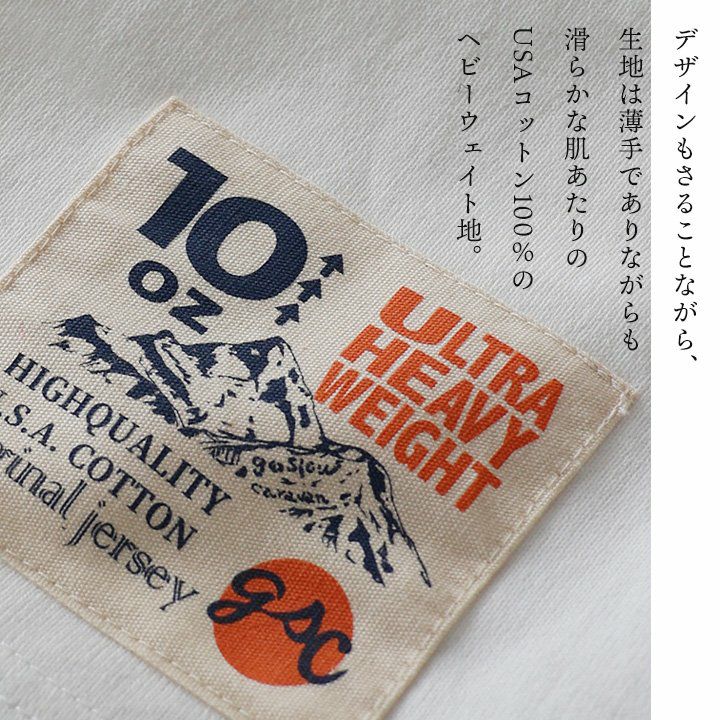 デザインもさることながら、
生地は薄手でありながらも
滑らかな肌あたりの
USAコットン100%の
ヘビーウェイト地。
10
OZ
ULTRA
HEAVY
WEIGHT
HIGHQUALITY
.S.A. COTTON
jersey
go slow
caravan
gsc